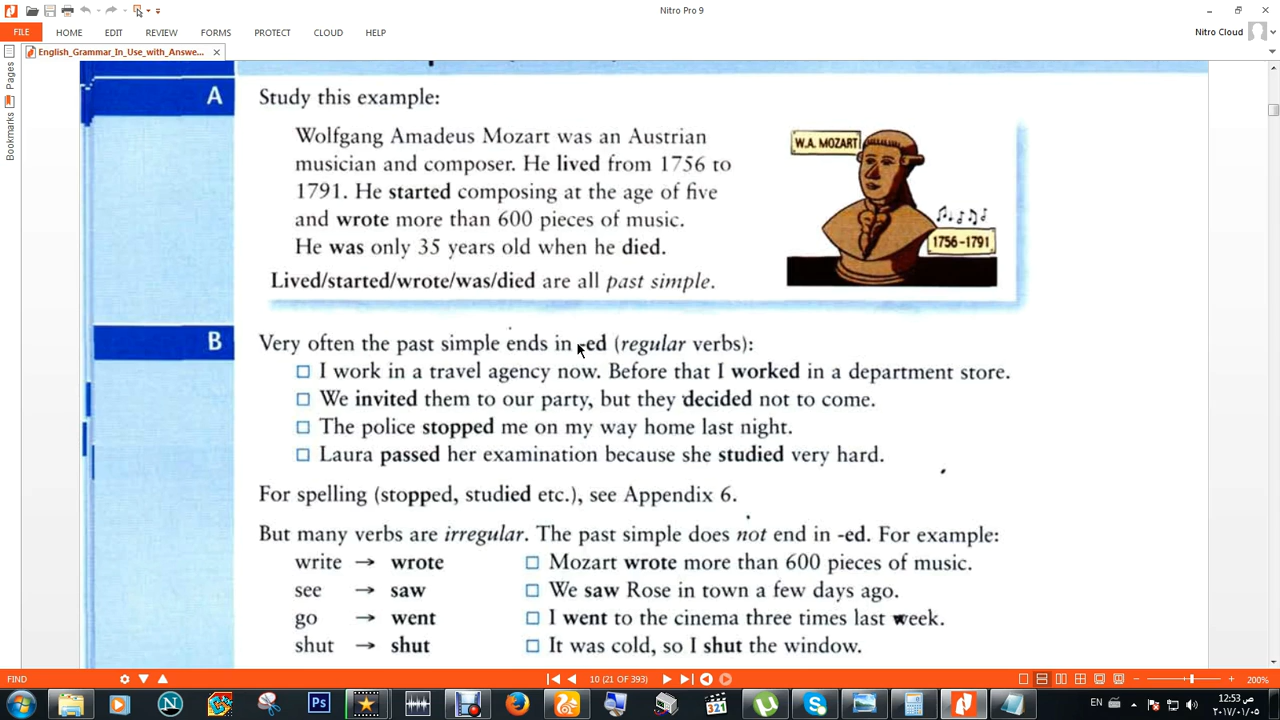 Nitro Pro 9
FILE HOME EDIT REVIEW FORMS PROTECT CLOUD HELP Nitro Cloud
English_Grammar_In_Use_with_Answe...
Pages
Bookmarks
A Study this example:
Wolfgang Amadeus Mozart was an Austrian
musician and composer. He lived from 1756 to
1791. He started composing at the age of five
and wrote more than 600 pieces of music.
He was only 35 years old when he died.
Lived/started/wrote/was/died are all past simple.
W.A. MOZART
1756-1791
B Very often the past simple ends in -ed (regular verbs):
I work in a travel agency now. Before that I worked in a department store.
We invited them to our party, but they decided not to come.
The police stopped me on my way home last night.
Laura passed her examination because she studied very hard.
For spelling (stopped, studied etc.), see Appendix 6.
But many verbs are irregular. The past simple does not end in -ed. For example:
write → wrote Mozart wrote more than 600 pieces of music.
see → saw We saw Rose in town a few days ago.
go → went I went to the cinema three times last week.
shut → shut It was cold, so I shut the window.
FIND 10 (21 OF 393) 200%
Ps 321 EN 12:53 ص
٢٠١٧/٠١/٠٥